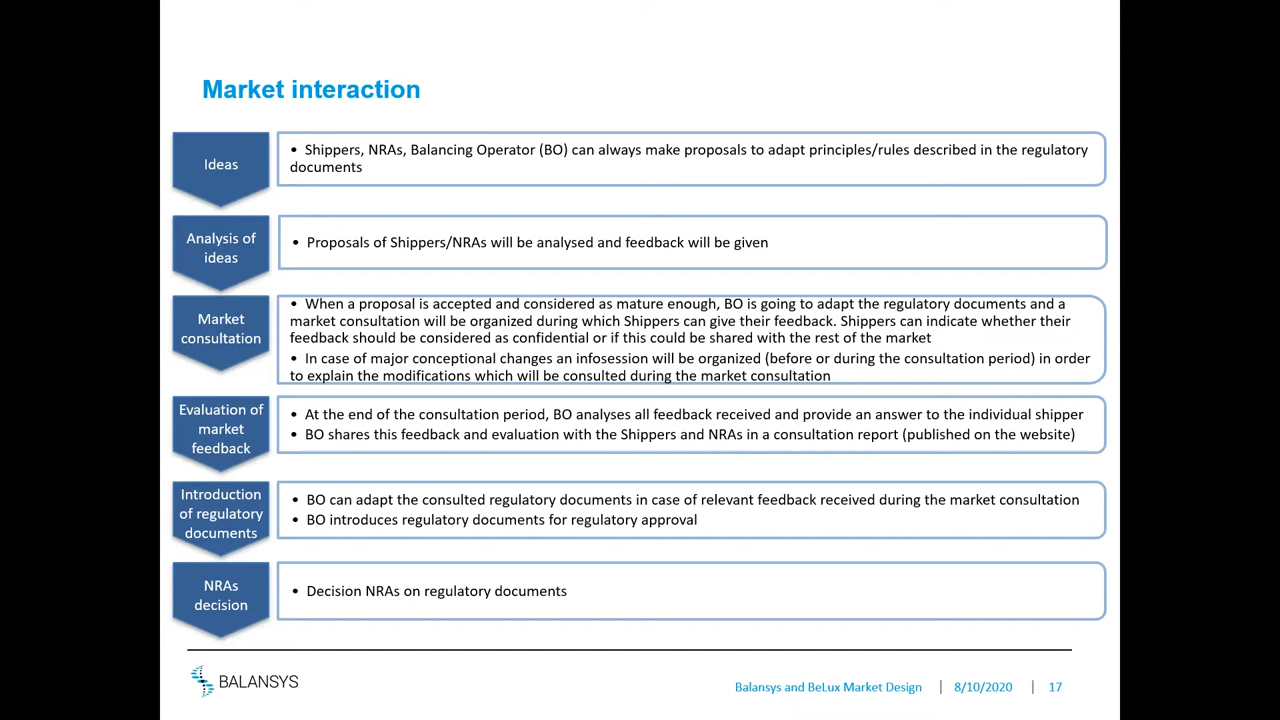 Market interaction
Ideas
• Shippers, NRAs, Balancing Operator (BO) can always make proposals to adapt principles/rules described in the regulatory
documents
Analysis of
ideas
• Proposals of Shippers/NRAs will be analysed and feedback will be given
Market
consultation
• When a proposal is accepted and considered as mature enough, BO is going to adapt the regulatory documents and a
market consultation will be organized during which Shippers can give their feedback. Shippers can indicate whether their
feedback should be considered as confidential or if this could be shared with the rest of the market
• In case of major conceptional changes an infosession will be organized (before or during the consultation period) in order
to explain the modifications which will be consulted during the market consultation
Evaluation of
market
feedback
• At the end of the consultation period, BO analyses all feedback received and provide an answer to the individual shipper
• BO shares this feedback and evaluation with the Shippers and NRAs in a consultation report (published on the website)
Introduction
of regulatory
documents
• BO can adapt the consulted regulatory documents in case of relevant feedback received during the market consultation
• BO introduces regulatory documents for regulatory approval
NRAs
decision
• Decision NRAs on regulatory documents
BALANSYS
Balansys and BeLux Market Design | 8/10/2020 | 17